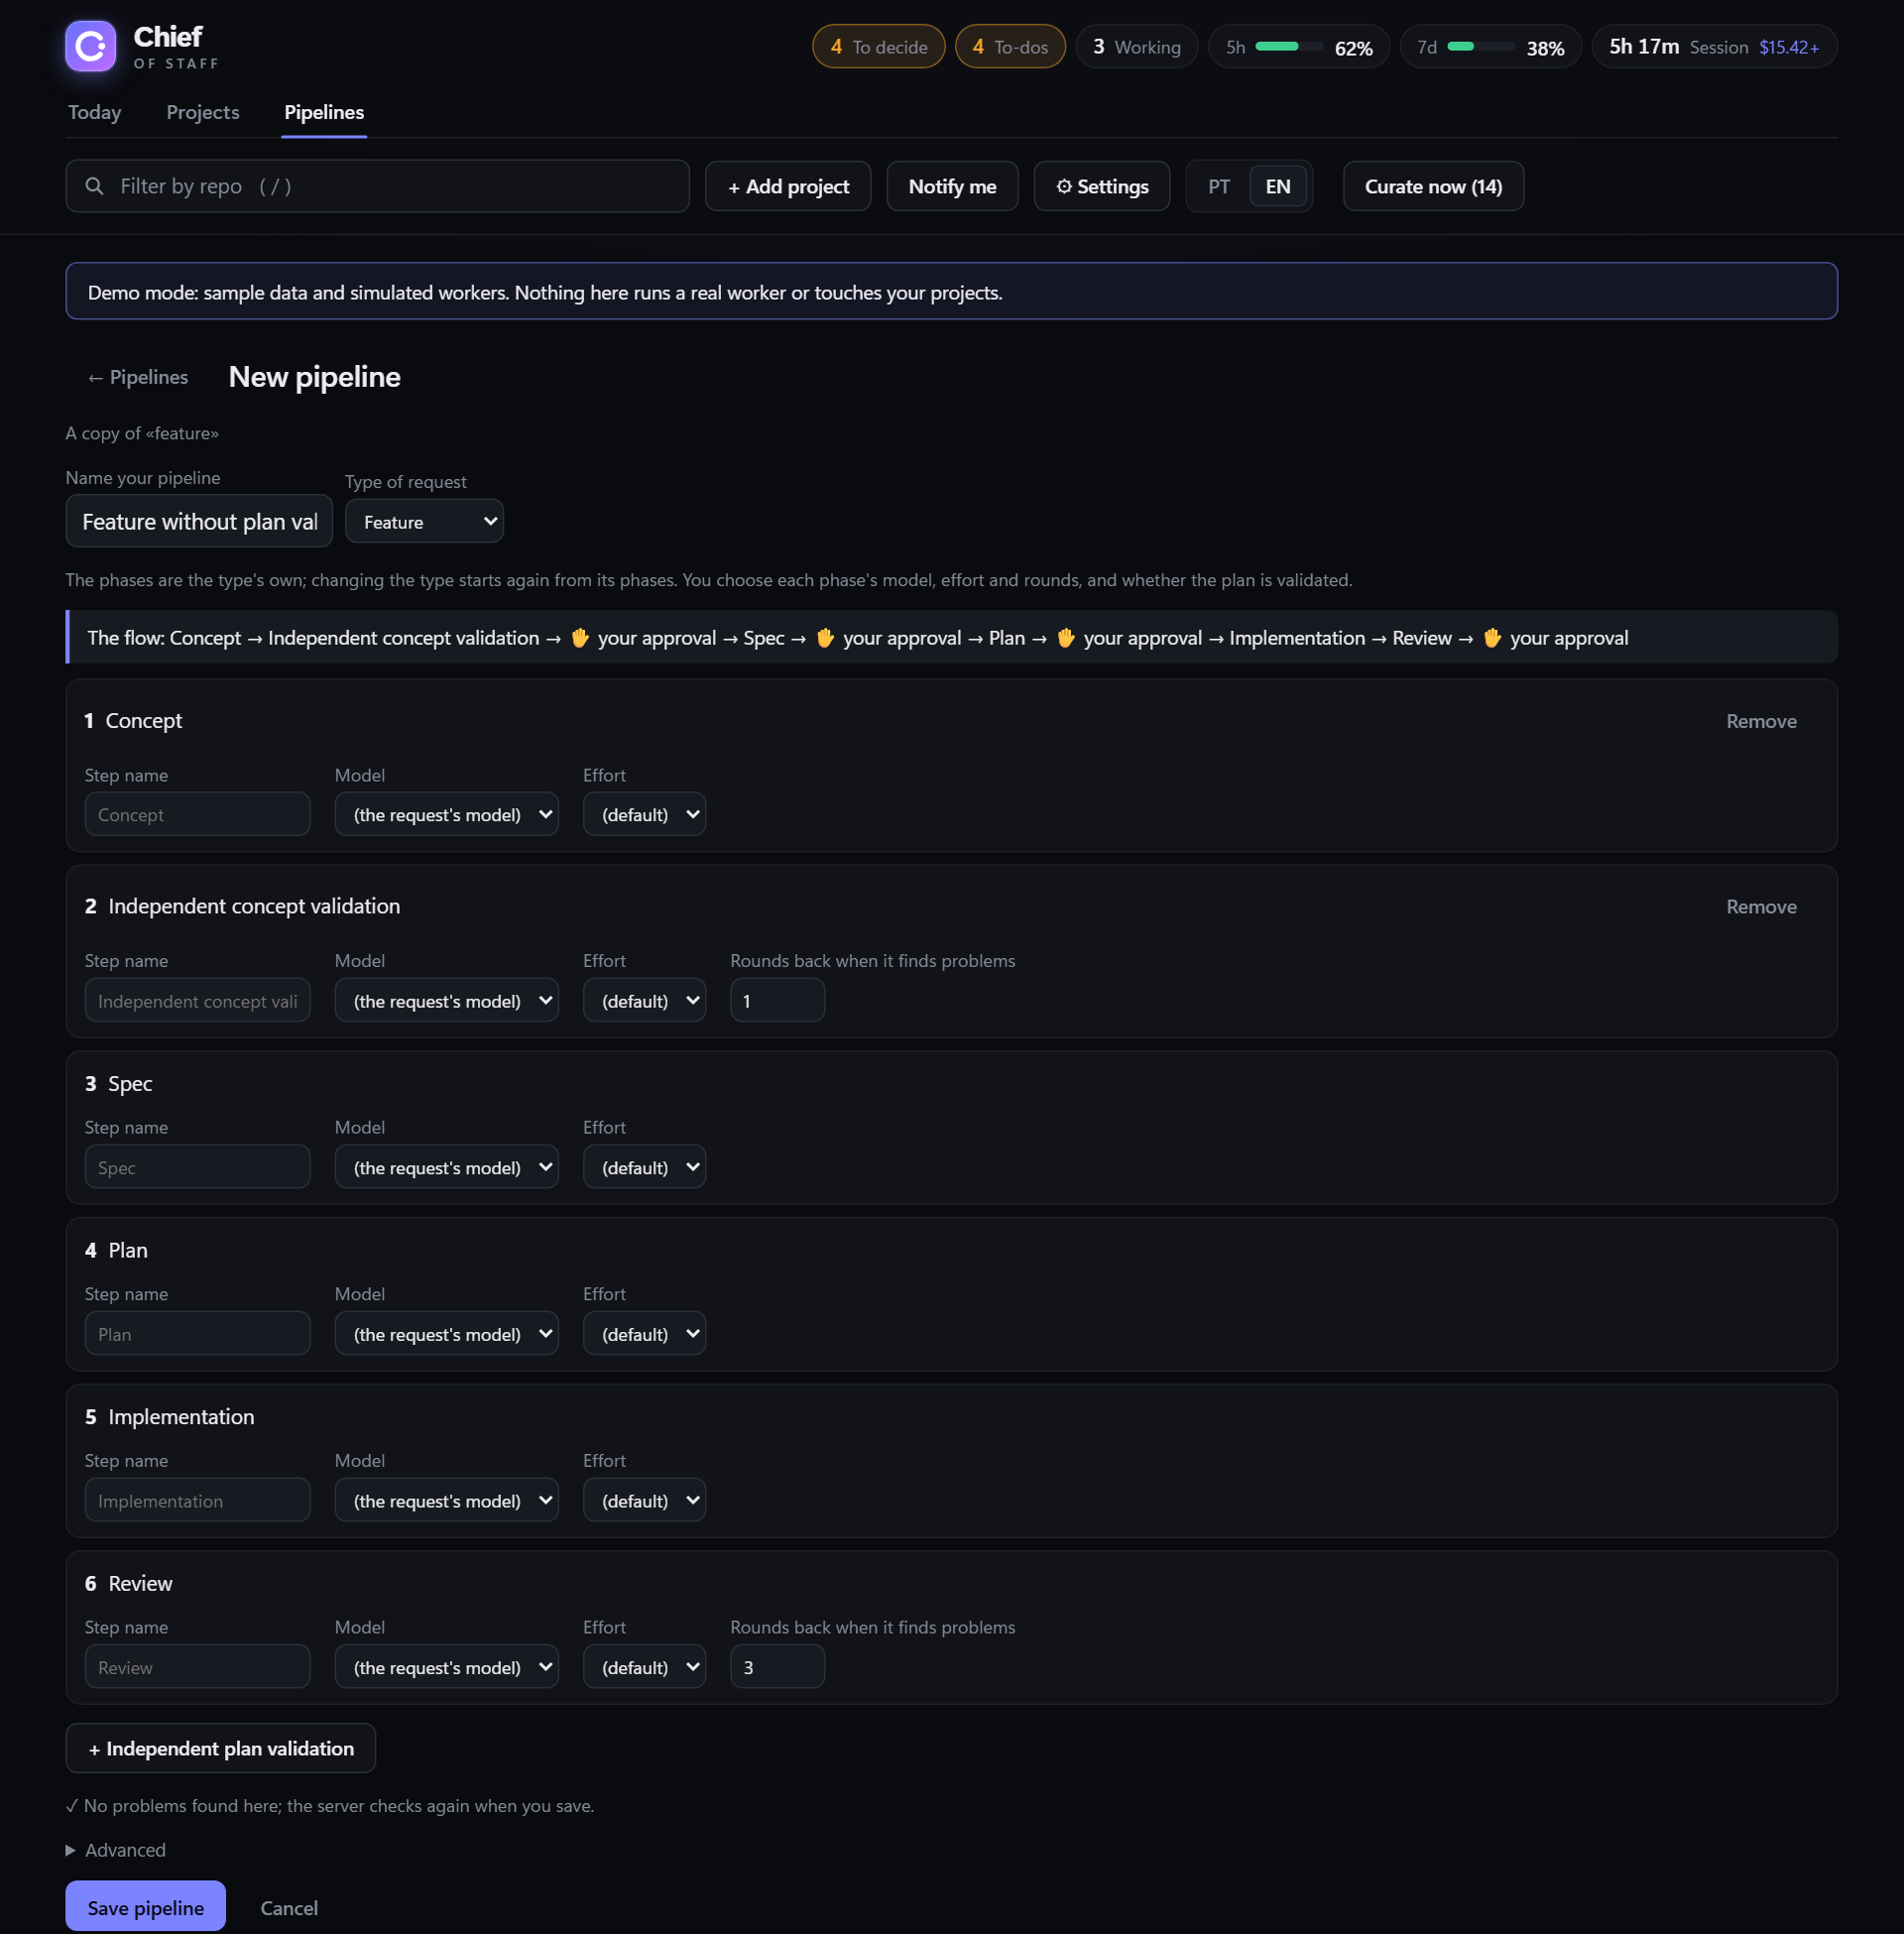 Chief
OF STAFF
4 To decide
4 To-dos
3 Working
5h 62%
7d 38%
5h 17m Session $15.42+
Today Projects Pipelines
Filter by repo ( / )
+ Add project
Notify me
⚙ Settings
PT EN
Curate now (14)
Demo mode: sample data and simulated workers. Nothing here runs a real worker or touches your projects.
← Pipelines New pipeline
A copy of «feature»
Name your pipeline Type of request
Feature without plan val Feature
The phases are the type's own; changing the type starts again from its phases. You choose each phase's model, effort and rounds, and whether the plan is validated.
The flow: Concept → Independent concept validation → ✋ your approval → Spec → ✋ your approval → Plan → ✋ your approval → Implementation → Review → ✋ your approval
1 Concept Remove
Step name Model Effort
Concept (the request's model) (default)
2 Independent concept validation Remove
Step name Model Effort Rounds back when it finds problems
Independent concept vali (the request's model) (default) 1
3 Spec
Step name Model Effort
Spec (the request's model) (default)
4 Plan
Step name Model Effort
Plan (the request's model) (default)
5 Implementation
Step name Model Effort
Implementation (the request's model) (default)
6 Review
Step name Model Effort Rounds back when it finds problems
Review (the request's model) (default) 3
+ Independent plan validation
✓ No problems found here; the server checks again when you save.
▶ Advanced
Save pipeline Cancel